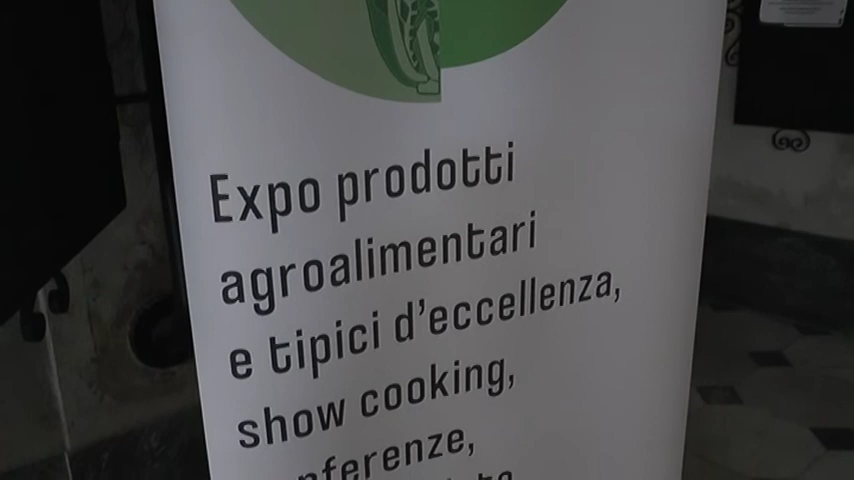 Expo prodotti
agroalimentari
e tipici d'eccellenza,
show cooking,